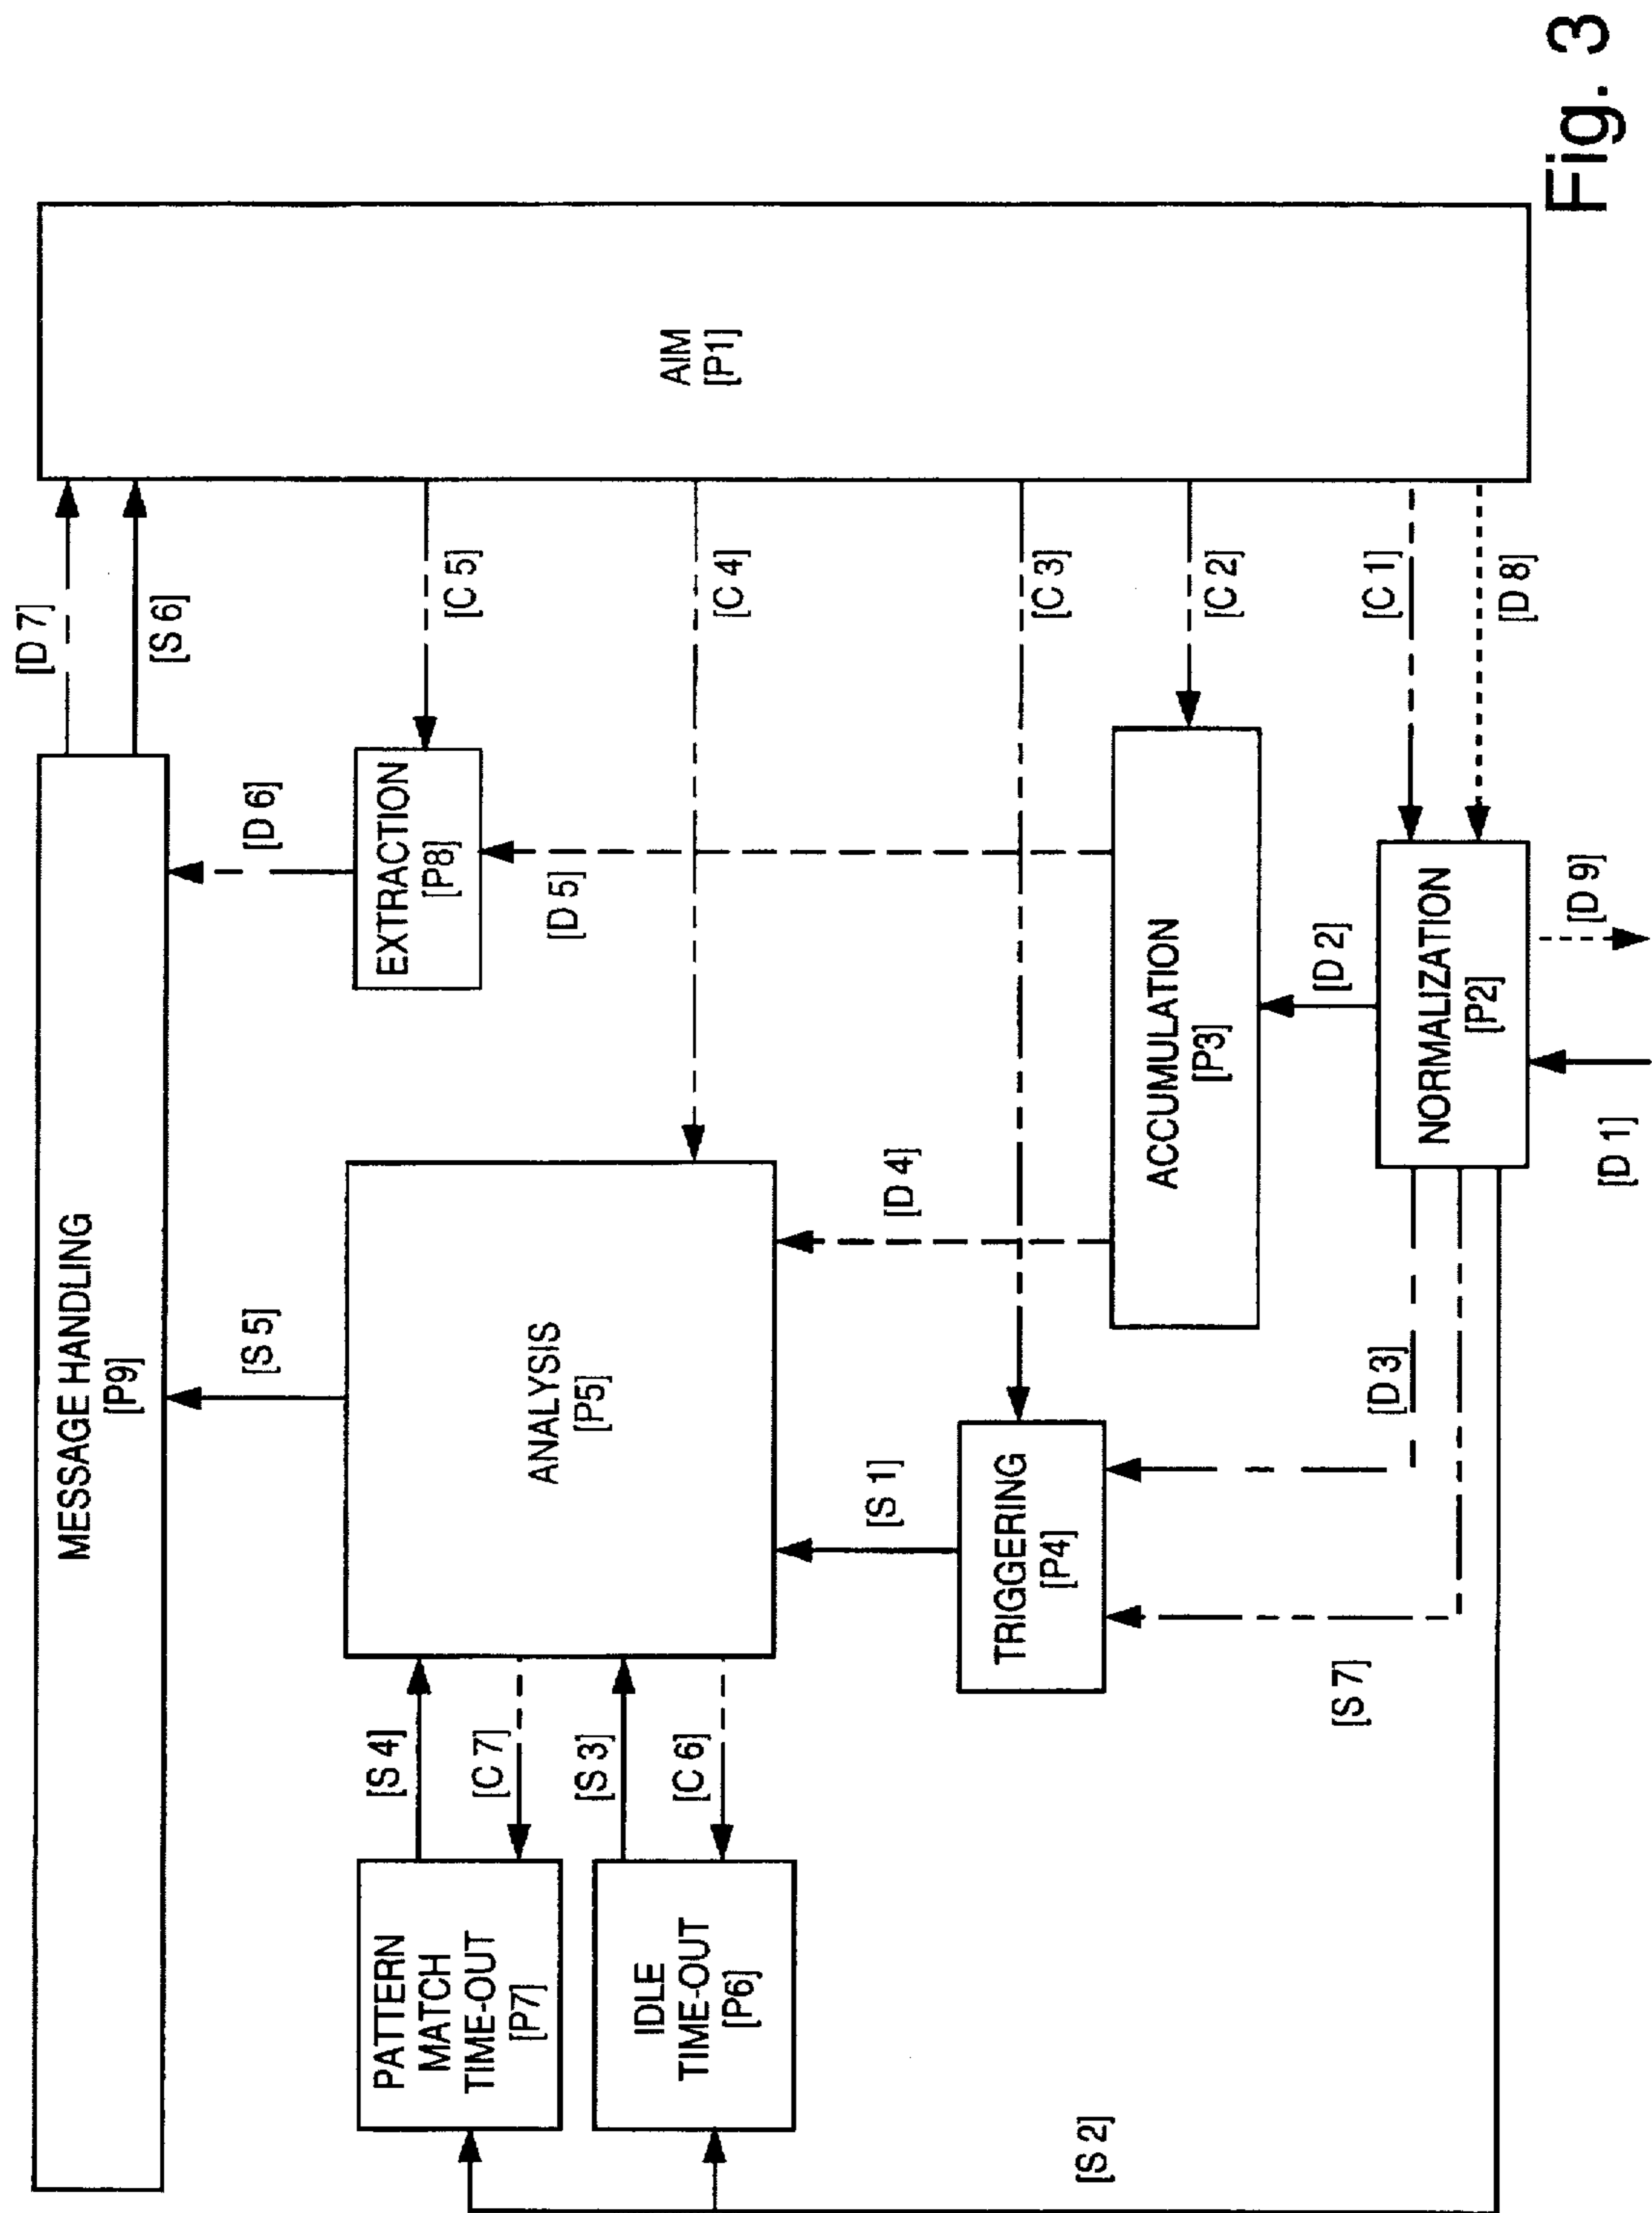 MESSAGE HANDLING
[P9]
[D 7]
[S 6]
[S 5]
[D 6]
PATTERN
MATCH
TIME-OUT
[P7]
[S 4]
[C 7]
IDLE
TIME-OUT
[P6]
[S 3]
[C 6]
ANALYSIS
[P5]
EXTRACTION
[P8]
[C 5]
[D 5]
[C 4]
AIM
[P1]
[S 1]
[D 4]
TRIGGERING
[P4]
[C 3]
ACCUMULATION
[P3]
[C 2]
[S 2]
[S 7]
[D 3]
[D 2]
[C 1]
NORMALIZATION
[P2]
[D 8]
[D 1]
[D 9]
Fig. 3